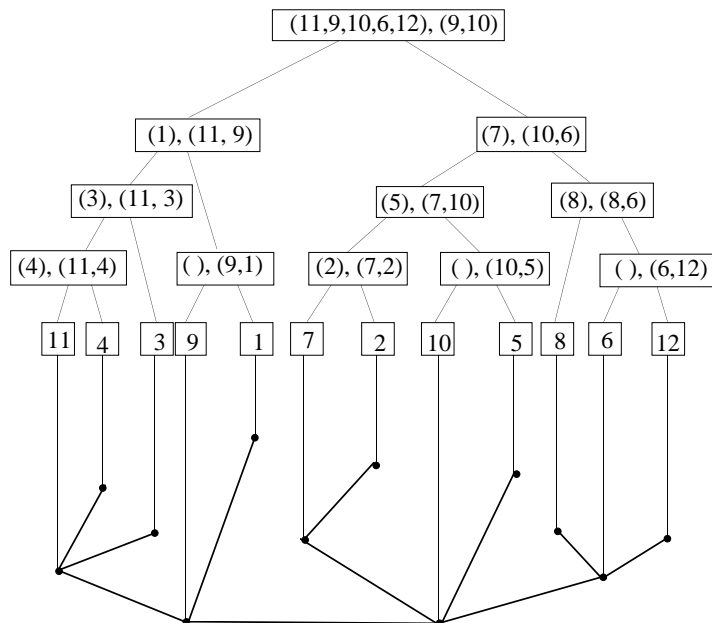 (11,9,10,6,12), (9,10)
(1), (11, 9)
(7), (10,6)
(3), (11, 3)
(5), (7,10)
(8), (8,6)
(4), (11,4)
( ), (9,1)
(2), (7,2)
( ), (10,5)
( ), (6,12)
11 4 3 9 1 7 2 10 5 8 6 12